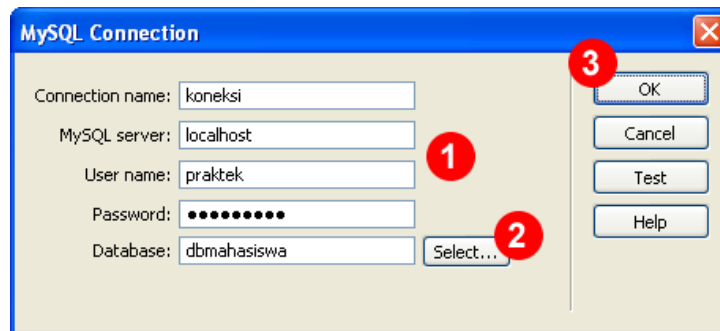 MySQL Connection
3
Connection name: koneksi OK
MySQL server: localhost Cancel
1
User name: praktek Test
Password: ●●●●●●●●● Help
2
Database: dbmahasiswa Select...